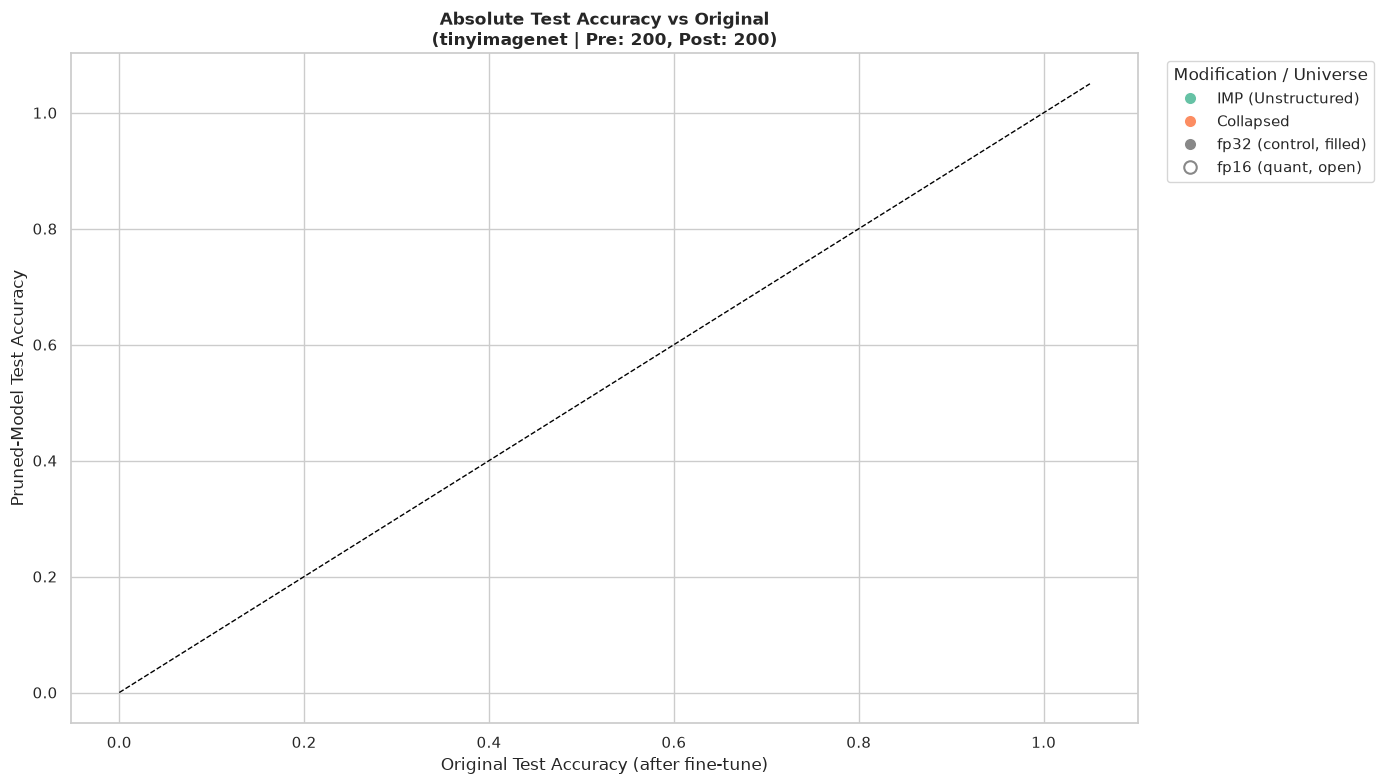 Absolute Test Accuracy vs Original
(tinyimagenet | Pre: 200, Post: 200)
Modification / Universe
IMP (Unstructured)
Collapsed
fp32 (control, filled)
fp16 (quant, open)
Pruned-Model Test Accuracy
1.0
0.8
0.6
0.4
0.2
0.0
0.0
0.2
0.4
0.6
0.8
1.0
Original Test Accuracy (after fine-tune)